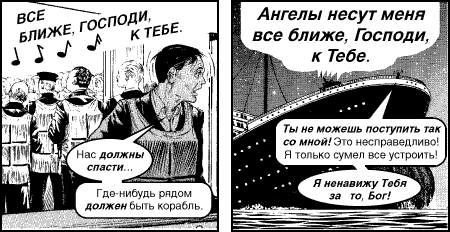 ВСЕ
БЛИЖЕ, ГОСПОДИ,
К ТЕБЕ.
Нас должны
спасти...
Где-нибудь рядом
должен быть корабль.
Ангелы несут меня
все ближе, Господи,
к Тебе.
Ты не можешь поступить так
со мной! Это несправедливо!
Я только сумел все устроить!
Я ненавижу Тебя
за то, Бог!